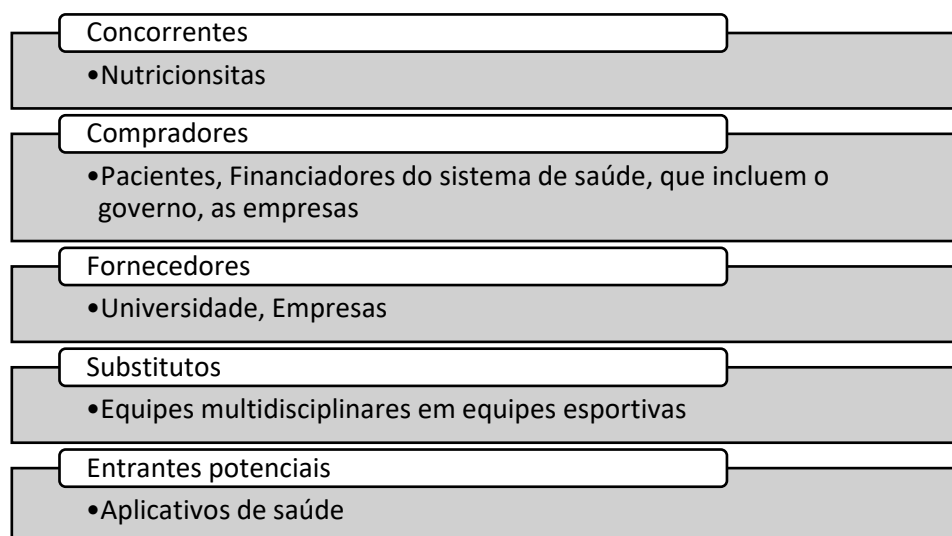 Concorrentes
•Nutricionsitas
Compradores
•Pacientes, Financiadores do sistema de saúde, que incluem o
governo, as empresas
Fornecedores
•Universidade, Empresas
Substitutos
•Equipes multidisciplinares em equipes esportivas
Entrantes potenciais
•Aplicativos de saúde